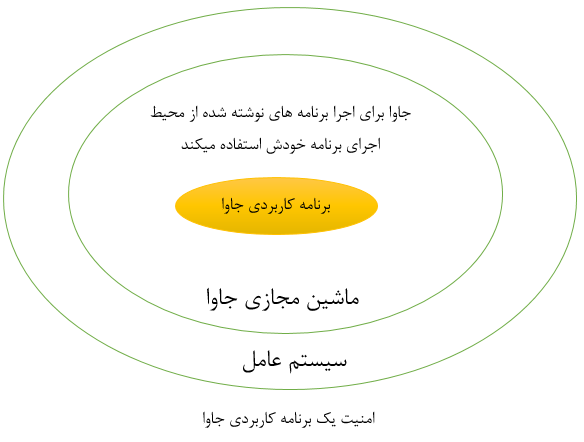 جاوا برای اجرا برنامه های نوشته شده از محیط
اجرای برنامه خودش استفاده میکند
برنامه کاربردی جاوا
ماشین مجازی جاوا
سیستم عامل
امنیت یک برنامه کاربردی جاوا